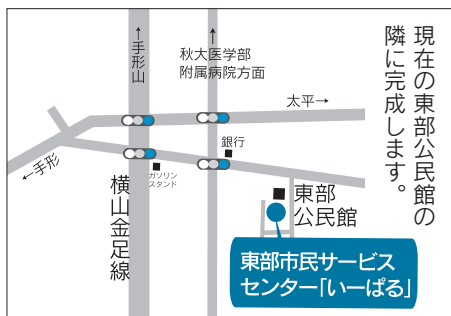 現在の東部公民館の
隣に完成します。
←手形山
秋大医学部
附属病院方面
→
太平→
←手形
銀行
ガソリン
スタンド
横山金足線
東部
公民館
東部市民サービス
センター「いーぱる」